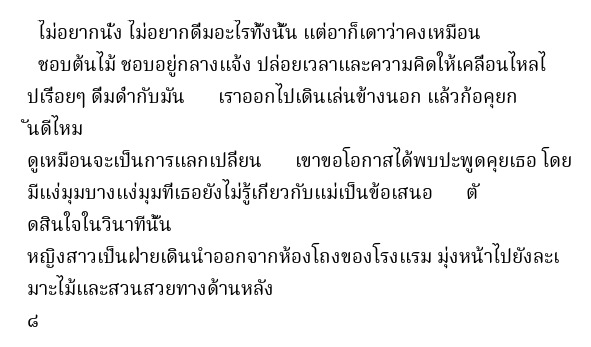 ไม่อยากนั่ง ไม่อยากดื่มอะไรทั้งนั้น แต่อาก็เดาว่าคงเหมือน
ชอบต้นไม้ ชอบอยู่กลางแจ้ง ปล่อยเวลาและความคิดให้เคลื่อนไหลไ
ปเรื่อยๆ ดื่มด่ำกับมัน เราออกไปเดินเล่นข้างนอก แล้วก้อคุยก
ันดีไหม
ดูเหมือนจะเป็นการแลกเปลี่ยน เขาขอโอกาสได้พบปะพูดคุยเธอ โดย
มีแง่งมุมบางแง่งมุมที่เธอยังไม่รู้เกี่ยวกับแม่เป็นข้อเสนอ ตั
ดสินใจในวินาทีนั้น
หญิงสาวเป็นฝ่ายเดินนำออกจากห้องโถงของโรงแรม มุ่งหน้าไปยังละเ
มาะไม้และสวนสวยทางด้านหลัง
๘